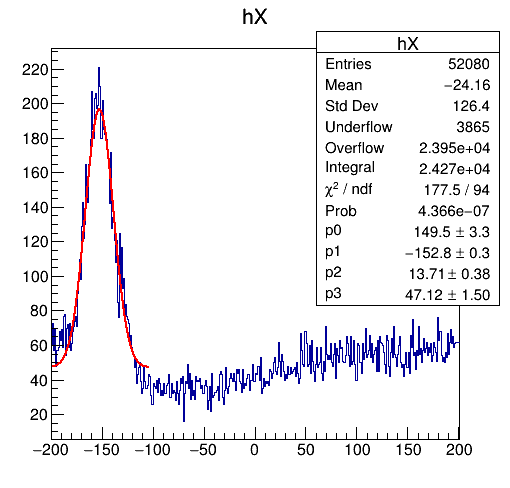 hX
hX
Entries 52080
Mean −24.16
Std Dev 126.4
Underflow 3865
Overflow 2.395e+04
Integral 2.427e+04
χ² / ndf 177.5 / 94
Prob 4.366e−07
p0 149.5 ± 3.3
p1 −152.8 ± 0.3
p2 13.71 ± 0.38
p3 47.12 ± 1.50
220
200
180
160
140
120
100
80
60
40
20
−200 −150 −100 −50 0 50 100 150 200